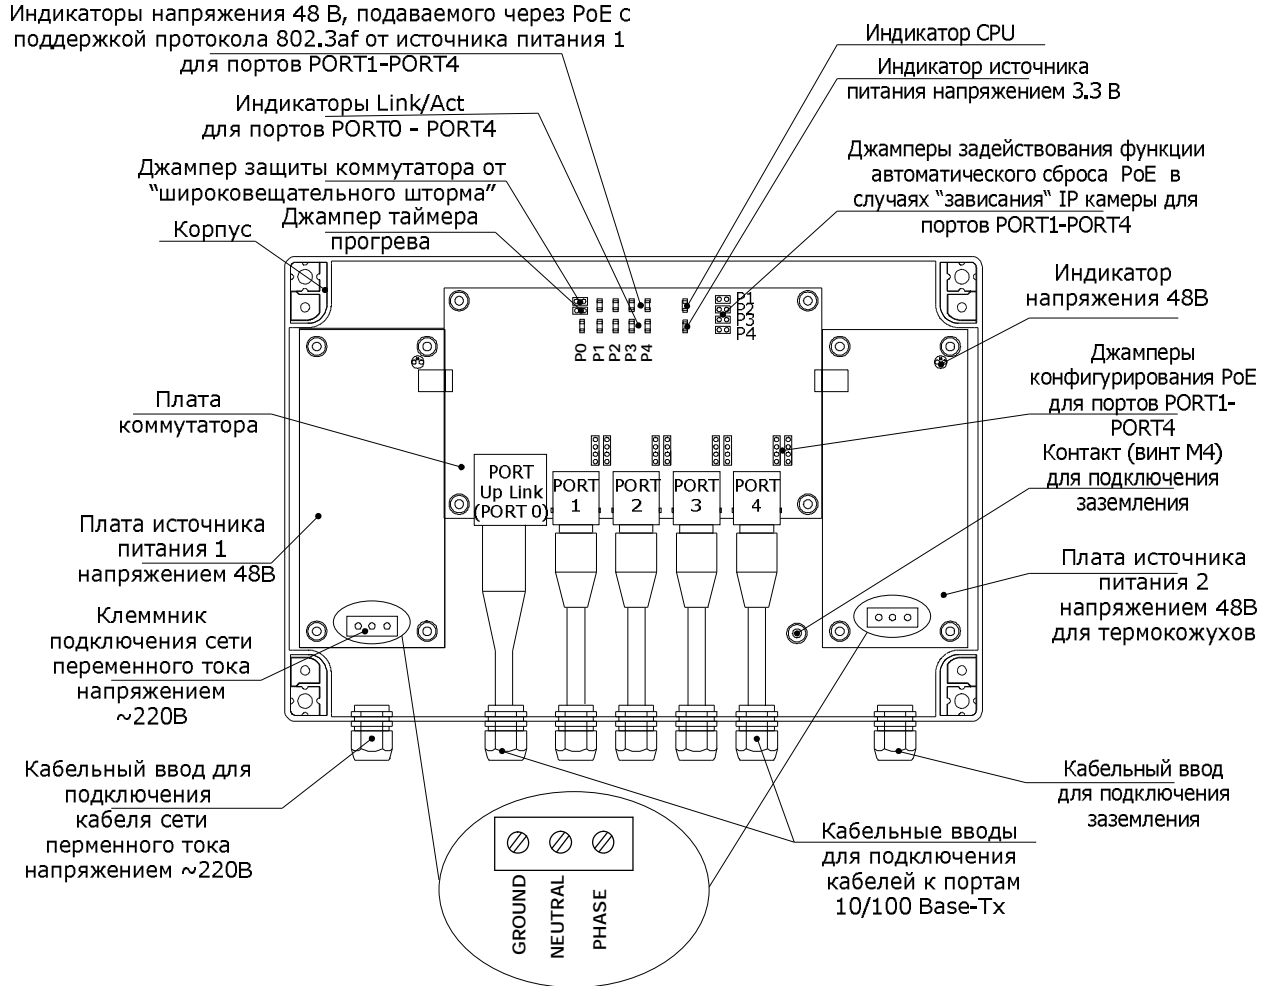 Индикаторы напряжения 48 В, подаваемого через PoE с
поддержкой протокола 802.3af от источника питания 1
для портов PORT1-PORT4
Индикаторы Link/Act
для портов PORT0 - PORT4
Джампер защиты коммутатора от
“широковещательного шторма”
Джампер таймера
прогрева
Корпус
Индикатор CPU
Индикатор источника
питания напряжением 3.3 В
Джамперы задействования функции
автоматического сброса PoE в
случаях “зависания“ IP камеры для
портов PORT1-PORT4
Индикатор
напряжения 48В
Джамперы
конфигурирования PoE
для портов PORT1-
PORT4
Контакт (винт М4)
для подключения
заземления
Плата источника
питания 2
напряжением 48В
для термокожухов
Плата
коммутатора
Плата источника
питания 1
напряжением 48В
Клеммник
подключения сети
переменного тока
напряжением
~220В
Кабельный ввод для
подключения
кабеля сети
перменного тока
напряжением ~220В
P1
P2
P3
P4
P0
P1
P2
P3
P4
PORT
Up Link
(PORT 0)
PORT
1
PORT
2
PORT
3
PORT
4
GROUND
NEUTRAL
PHASE
Кабельные вводы
для подключения
кабелей к портам
10/100 Base-Tx
Кабельный ввод
для подключения
заземления